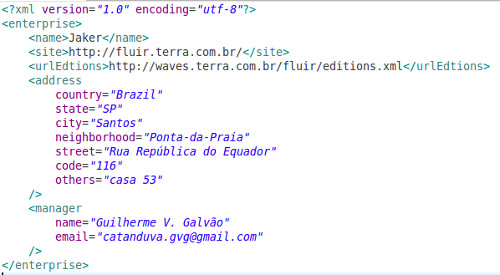 <?xml version="1.0" encoding="utf-8"?>
<enterprise>
    <name>Jaker</name>
    <site>http://fluir.terra.com.br/</site>
    <urlEdtions>http://waves.terra.com.br/fluir/editions.xml</urlEdtions>
    <address
        country="Brazil"
        state="SP"
        city="Santos"
        neighborhood="Ponta-da-Praia"
        street="Rua República do Equador"
        code="116"
        others="casa 53"
    />
    <manager
        name="Guilherme V. Galvão"
        email="catanduva.gvg@gmail.com"
    />
</enterprise>